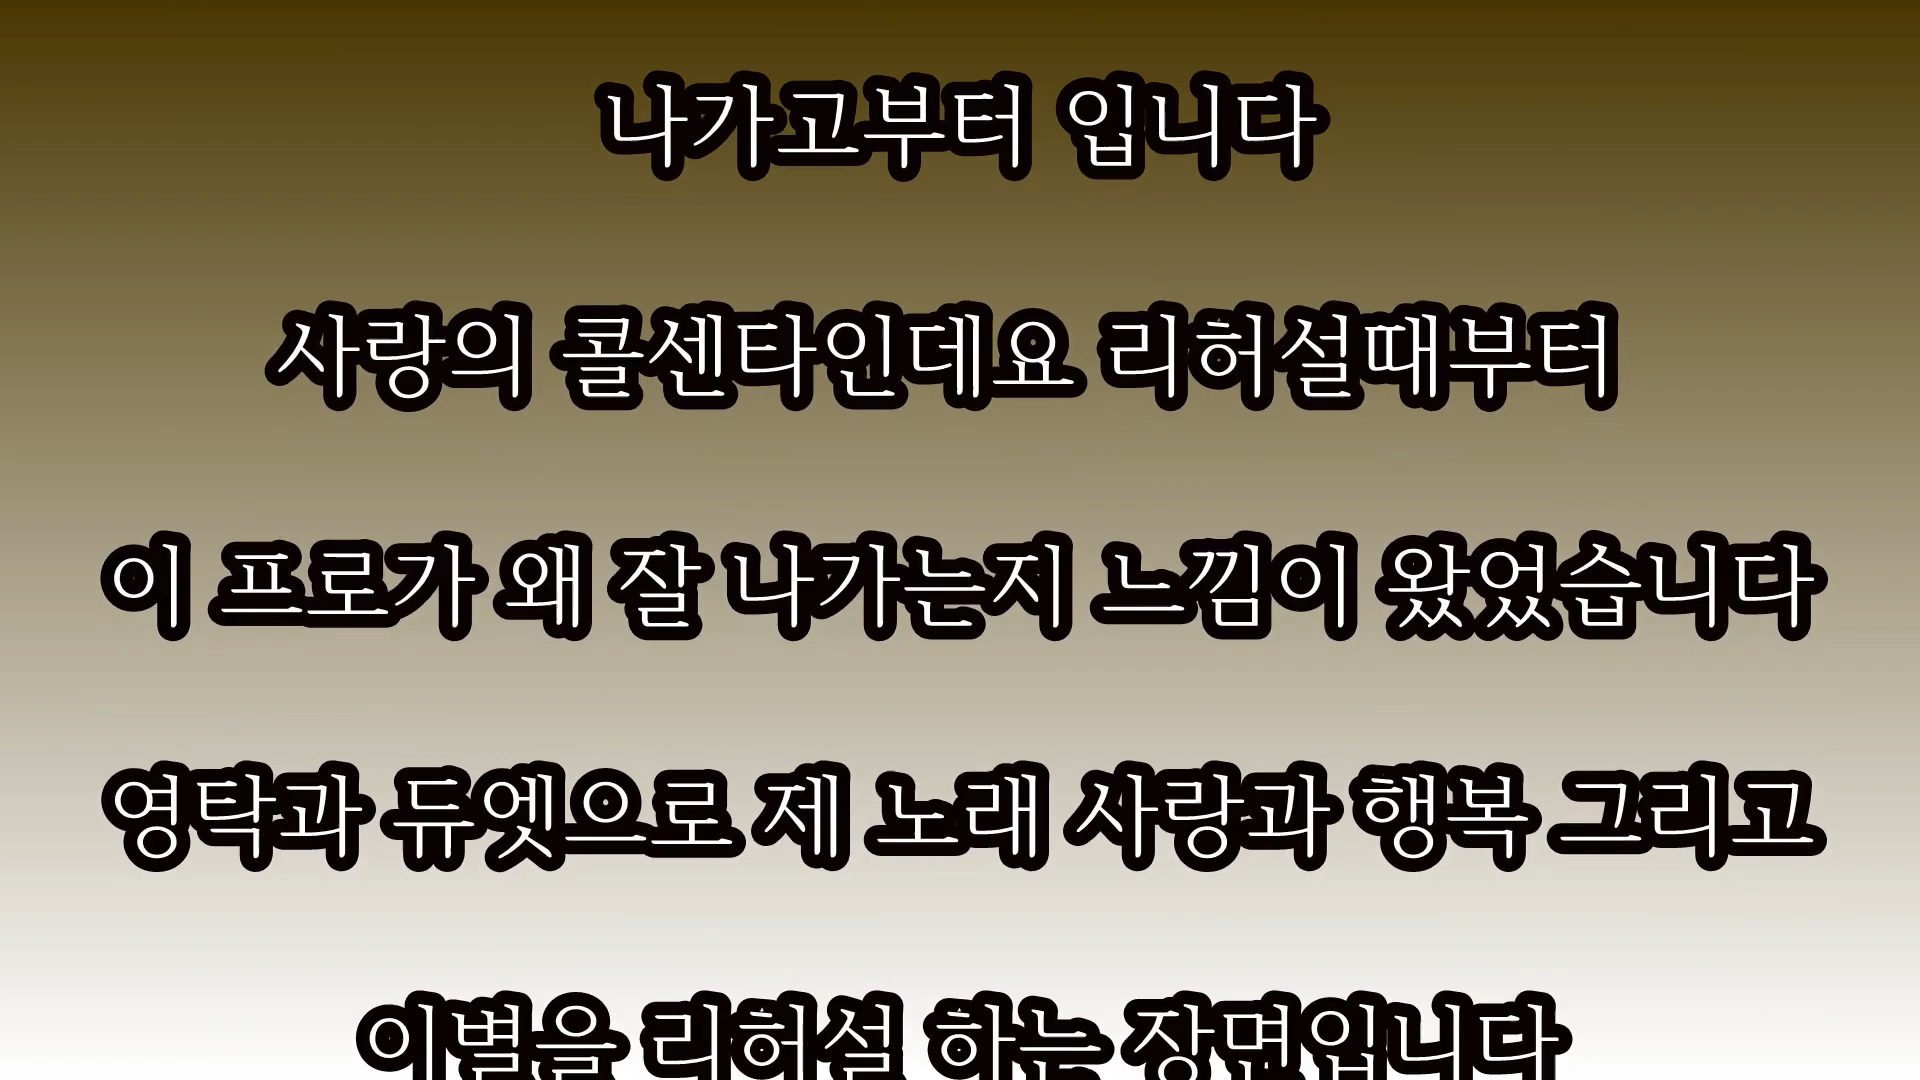 나가고부터 입니다
사랑의 콜센타인데요 리허설때부터
이 프로가 왜 잘 나가는지 느낌이 왔었습니다
영탁과 듀엣으로 제 노래 사랑과 행복 그리고
이별을 리허설 하는 장면입니다